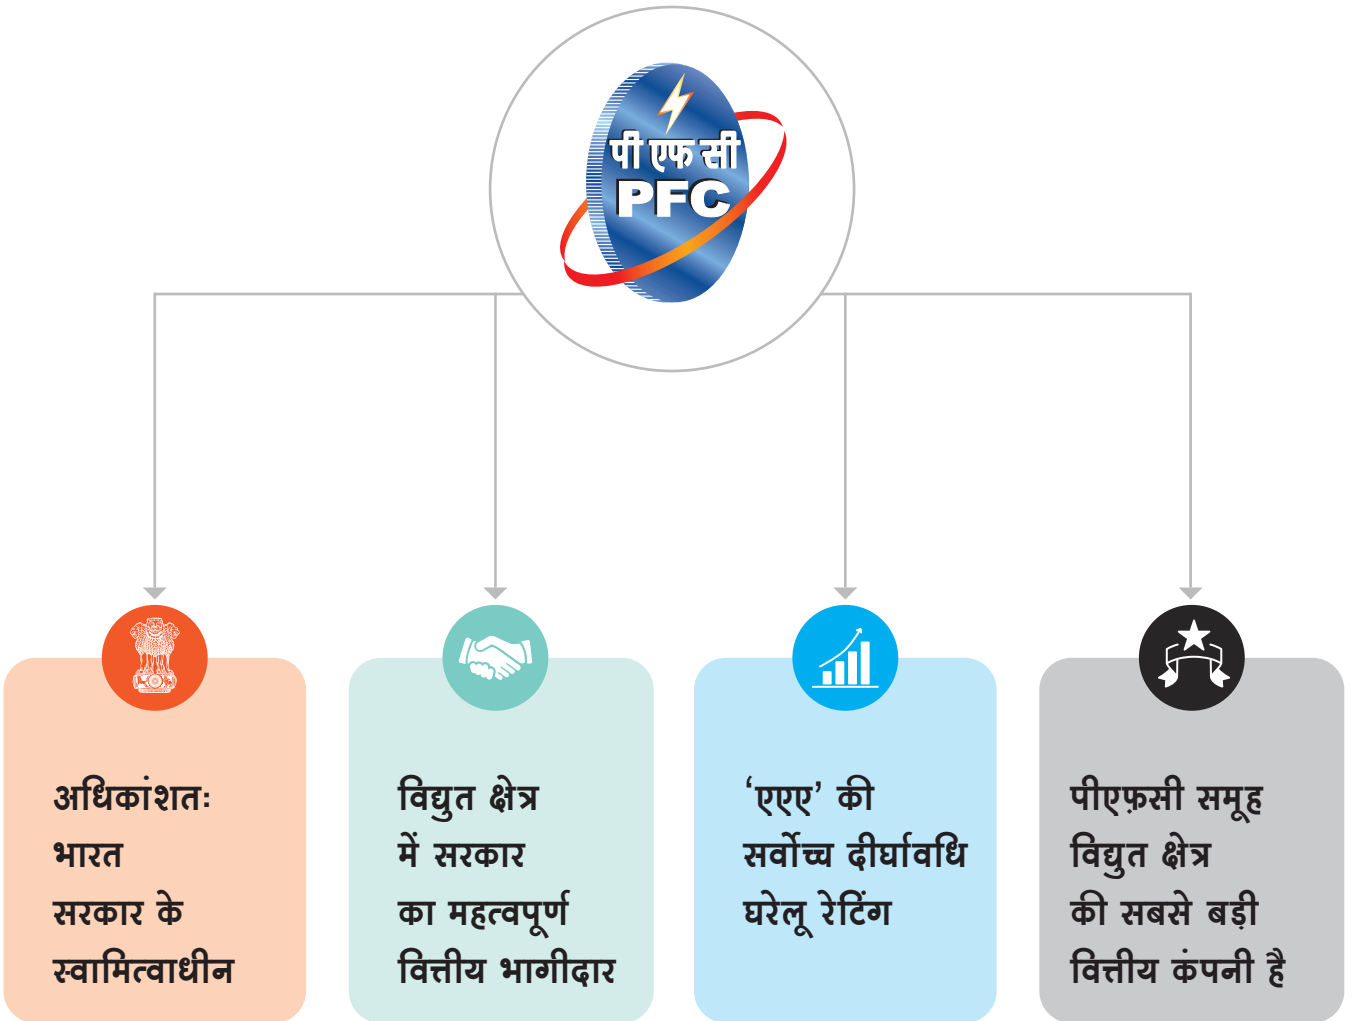 पी एफ सी
PFC
अधिकांशतः
भारत
सरकार के
स्वामित्वाधीन
विद्युत क्षेत्र
में सरकार
का महत्वपूर्ण
वित्तीय भागीदार
‘एएए’ की
सर्वोच्च दीर्घावधि
घरेलू रेटिंग
पीएफ़सी समूह
विद्युत क्षेत्र
की सबसे बड़ी
वित्तीय कंपनी है